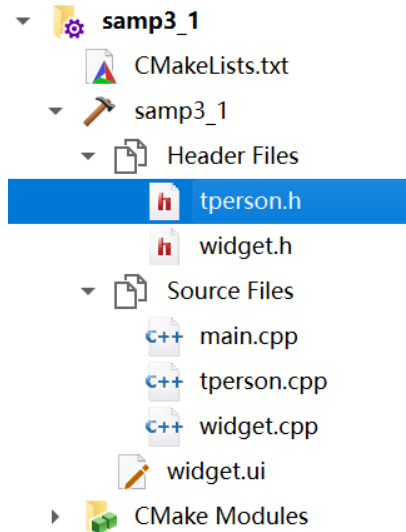 samp3_1
CMakeLists.txt
samp3_1
Header Files
h tperson.h
h widget.h
Source Files
C++ main.cpp
C++ tperson.cpp
C++ widget.cpp
widget.ui
CMake Modules